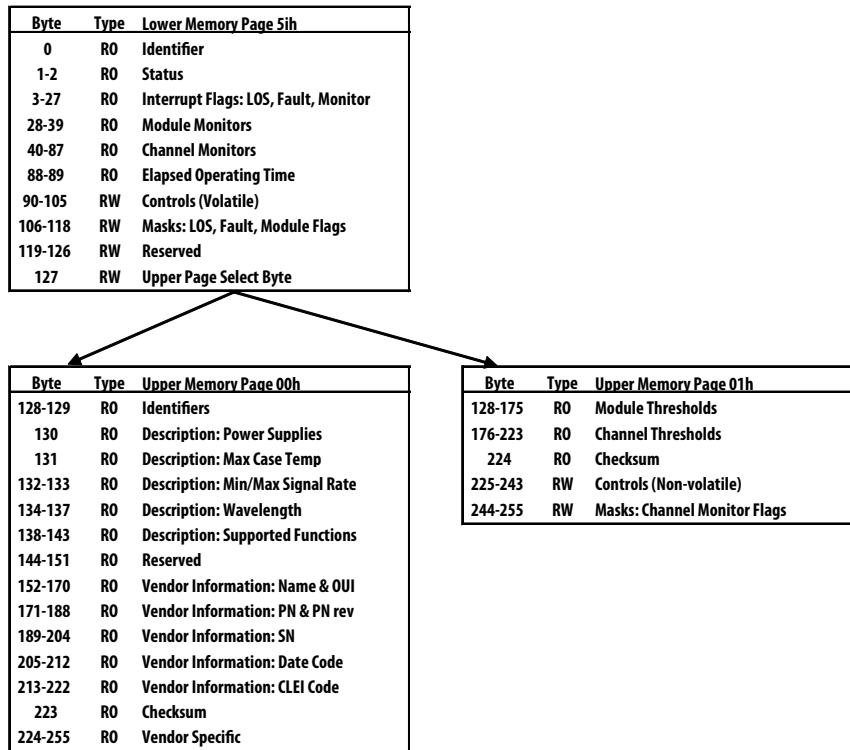 Byte Type Lower Memory Page 5ih
0 RO Identifier
1-2 RO Status
3-27 RO Interrupt Flags: LOS, Fault, Monitor
28-39 RO Module Monitors
40-87 RO Channel Monitors
88-89 RO Elapsed Operating Time
90-105 RW Controls (Volatile)
106-118 RW Masks: LOS, Fault, Module Flags
119-126 RW Reserved
127 RW Upper Page Select Byte
Byte Type Upper Memory Page 00h
128-129 RO Identifiers
130 RO Description: Power Supplies
131 RO Description: Max Case Temp
132-133 RO Description: Min/Max Signal Rate
134-137 RO Description: Wavelength
138-143 RO Description: Supported Functions
144-151 RO Reserved
152-170 RO Vendor Information: Name & OUI
171-188 RO Vendor Information: PN & PN rev
189-204 RO Vendor Information: SN
205-212 RO Vendor Information: Date Code
213-222 RO Vendor Information: CLEI Code
223 RO Checksum
224-255 RO Vendor Specific
Byte Type Upper Memory Page 01h
128-175 RO Module Thresholds
176-223 RO Channel Thresholds
224 RO Checksum
225-243 RW Controls (Non-volatile)
244-255 RW Masks: Channel Monitor Flags